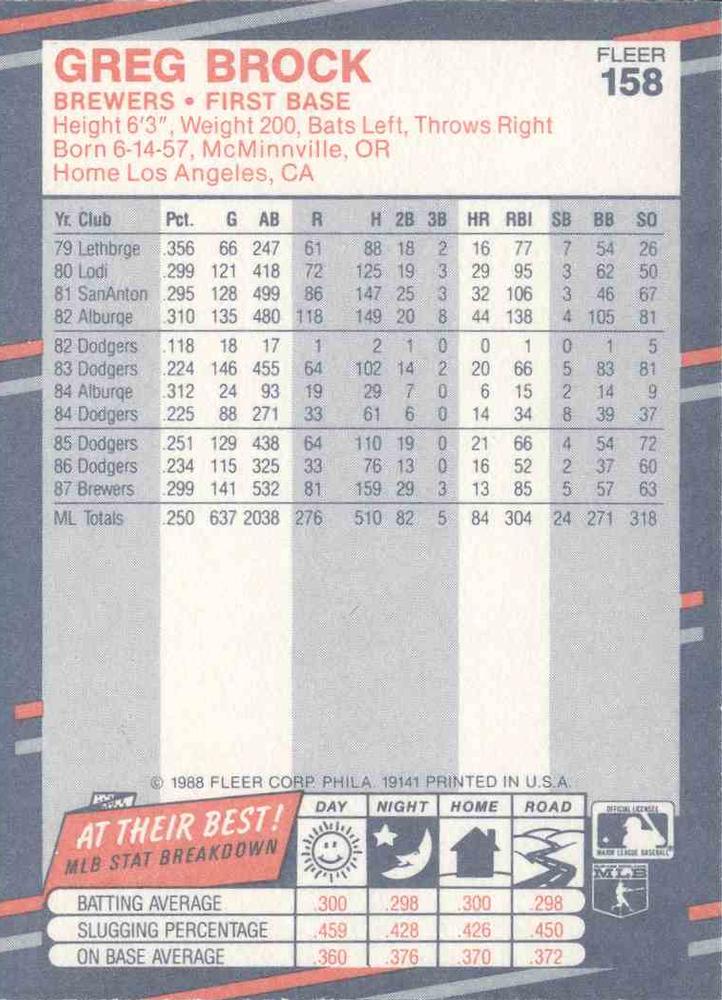 GREG BROCK
FLEER
158
BREWERS • FIRST BASE
Height 6'3", Weight 200, Bats Left, Throws Right
Born 6-14-57, McMinnville, OR
Home Los Angeles, CA
Yr. Club Pct. G AB R H 2B 3B HR RBI SB BB SO
79 Lethbrge .356 66 247 61 88 18 2 16 77 7 54 26
80 Lodi .299 121 418 72 125 19 3 29 95 3 62 50
81 SanAnton .295 128 499 86 147 25 3 32 106 3 46 67
82 Alburqe .310 135 480 118 149 20 8 44 138 4 105 81
82 Dodgers .118 18 17 1 2 1 0 0 1 0 1 5
83 Dodgers .224 146 455 64 102 14 2 20 66 5 83 81
84 Alburqe .312 24 93 19 29 7 0 6 15 2 14 9
84 Dodgers .225 88 271 33 61 6 0 14 34 8 39 37
85 Dodgers .251 129 438 64 110 19 0 21 66 4 54 72
86 Dodgers .234 115 325 33 76 13 0 16 52 2 37 60
87 Brewers .299 141 532 81 159 29 3 13 85 5 57 63
ML Totals .250 637 2038 276 510 82 5 84 304 24 271 318
© 1988 FLEER CORP. PHILA. 19141 PRINTED IN U.S.A.
AT THEIR BEST!
MLB STAT BREAKDOWN
DAY NIGHT HOME ROAD
OFFICIAL LICENSEE
MAJOR LEAGUE BASEBALL
MLB
BATTING AVERAGE .300 .298 .300 .298
SLUGGING PERCENTAGE .459 .428 .426 .450
ON BASE AVERAGE .360 .376 .370 .372